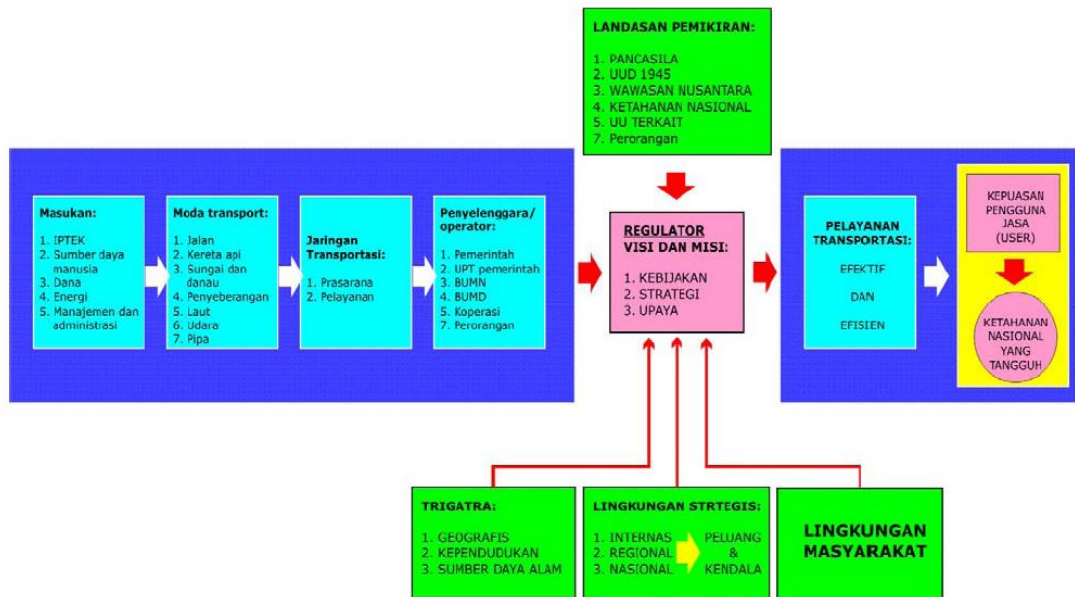 LANDASAN PEMIKIRAN:
1. PANCASILA
2. UUD 1945
3. WAWASAN NUSANTARA
4. KETAHANAN NASIONAL
5. UU TERKAIT
7. Perorangan
Masukan:
1. IPTEK
2. Sumber daya
manusia
3. Dana
4. Energi
5. Manajemen dan
administrasi
Moda transport:
1. Jalan
2. Kereta api
3. Sungai dan
danau
4. Penyeberangan
5. Laut
6. Udara
7. Pipa
Jaringan
Transportasi:
1. Prasarana
2. Pelayanan
Penyelenggara/
operator:
1. Pemerintah
2. UPT pemerintah
3. BUMN
4. BUMD
5. Koperasi
7. Perorangan
REGULATOR
VISI DAN MISI:
1. KEBIJAKAN
2. STRATEGI
3. UPAYA
PELAYANAN
TRANSPORTASI:
EFEKTIF
DAN
EFISIEN
KEPUASAN
PENGGUNA
JASA
(USER)
KETAHANAN
NASIONAL
YANG
TANGGUH
TRIGATRA:
1. GEOGRAFIS
2. KEPENDUDUKAN
3. SUMBER DAYA ALAM
LINGKUNGAN STRTEGIS:
1. INTERNAS
2. REGIONAL
3. NASIONAL
PELUANG
&
KENDALA
LINGKUNGAN
MASYARAKAT